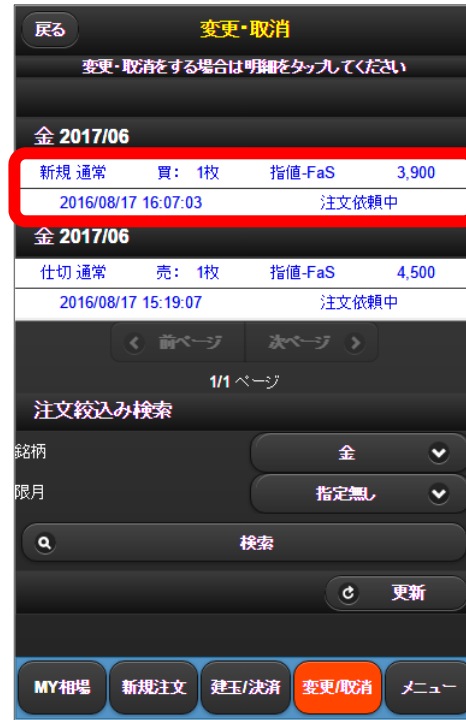 戻る 変更・取消
変更・取消をする場合は明細をタップしてください
金 2017/06
新規 通常 買： 1枚 指値-FaS 3,900
2016/08/17 16:07:03 注文依頼中
金 2017/06
仕切 通常 売： 1枚 指値-FaS 4,500
2016/08/17 15:19:07 注文依頼中
前ページ 次ページ
1/1 ページ
注文絞込み検索
銘柄 金
限月 指定無し
検索
更新
MY相場 新規注文 建玉/決済 変更/取消 メニュー